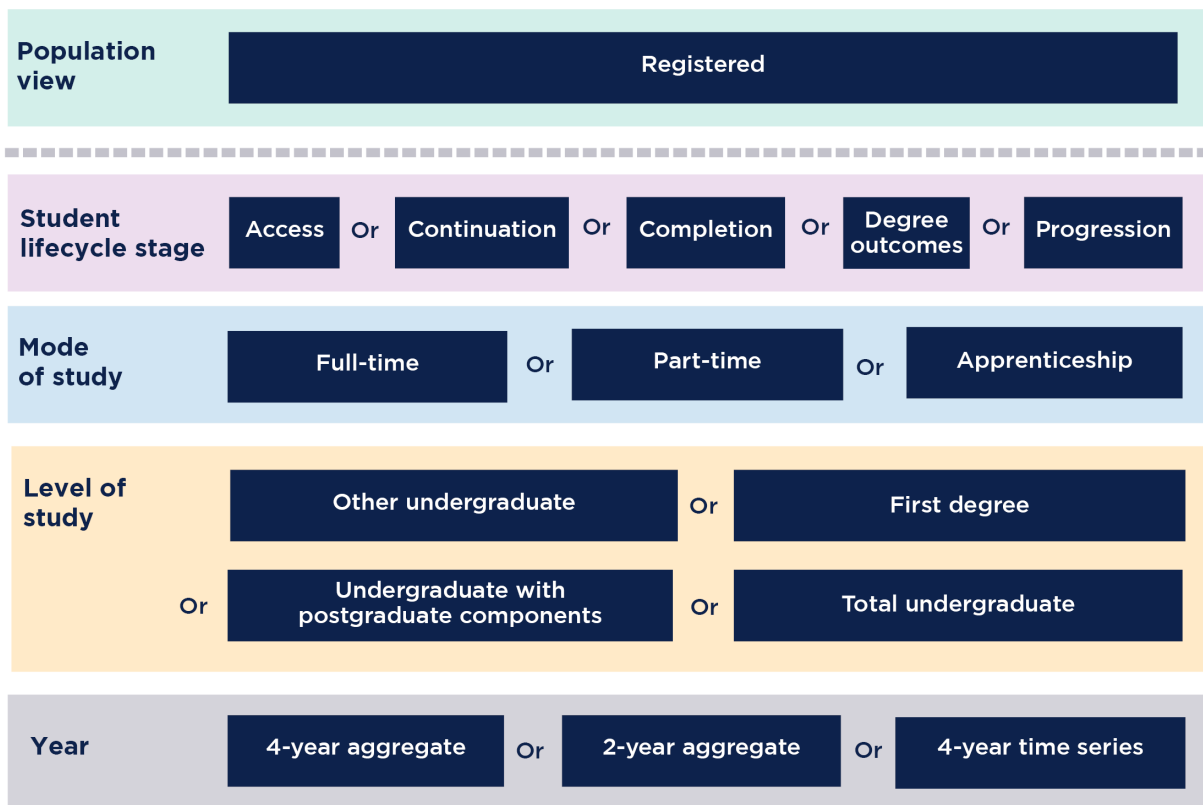 Population
view
Registered
Student
lifecycle stage
Access Or Continuation Or Completion Or Degree
outcomes Or Progression
Mode
of study
Full-time Or Part-time Or Apprenticeship
Level of
study
Other undergraduate Or First degree
Or Undergraduate with
postgraduate components Or Total undergraduate
Year
4-year aggregate Or 2-year aggregate Or 4-year time series